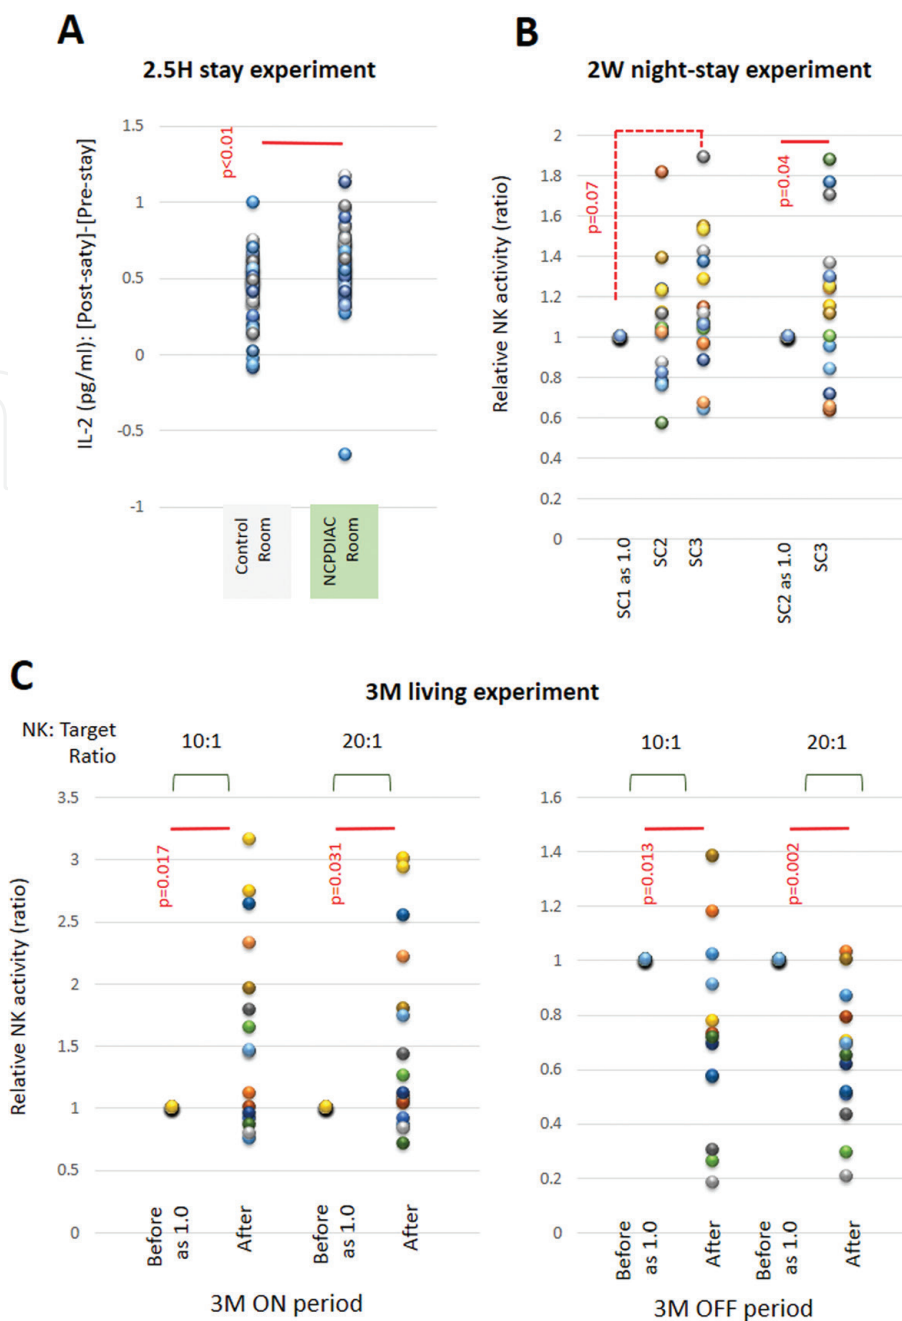 A
2.5H stay experiment
IL-2 (pg/ml): [Post-saty]-[Pre-stay]
1.5
1
0.5
0
-0.5
-1
p<0.01
Control
Room
NCPDIAC
Room
B
2W night-stay experiment
Relative NK activity (ratio)
2
1.8
1.6
1.4
1.2
1
0.8
0.6
0.4
0.2
0
p=0.07
p=0.04
SC1 as 1.0
SC2
SC3
SC2 as 1.0
SC3
C
3M living experiment
NK: Target
Ratio
10:1
20:1
Relative NK activity (ratio)
3.5
3
2.5
2
1.5
1
0.5
0
p=0.017
p=0.031
Before
as 1.0
After
Before
as 1.0
After
3M ON period
10:1
20:1
1.6
1.4
1.2
1
0.8
0.6
0.4
0.2
0
p=0.013
p=0.002
Before
as 1.0
After
Before
as 1.0
After
3M OFF period